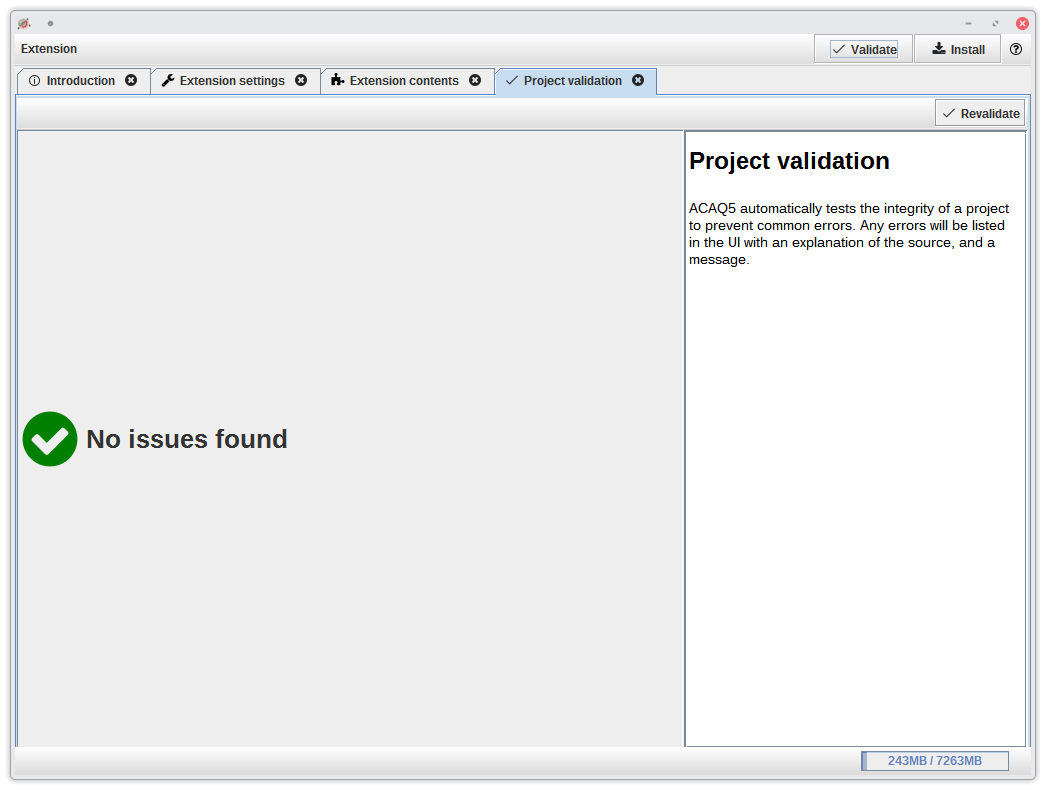 Extension
Validate
Install
Introduction
Extension settings
Extension contents
Project validation
Revalidate
No issues found
Project validation
ACAQ5 automatically tests the integrity of a project
to prevent common errors. Any errors will be listed
in the UI with an explanation of the source, and a
message.
243MB / 7263MB